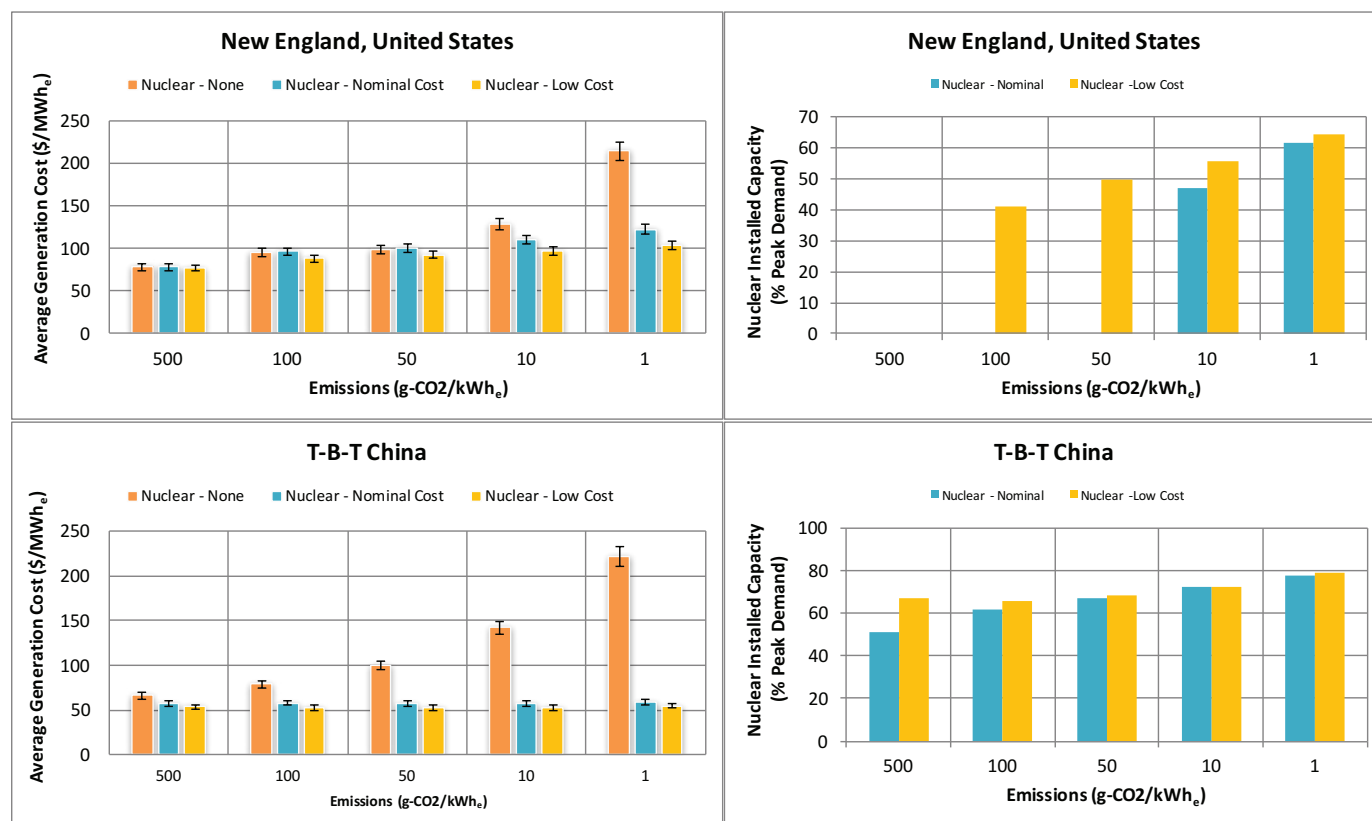 New England, United States
Nuclear - None Nuclear - Nominal Cost Nuclear - Low Cost
Average Generation Cost ($/MWhe)
250
200
150
100
50
0
500 100 50 10 1
Emissions (g-CO2/kWhe)
New England, United States
Nuclear - Nominal Nuclear -Low Cost
Nuclear Installed Capacity
(% Peak Demand)
70
60
50
40
30
20
10
0
500 100 50 10 1
Emissions (g-CO2/kWhe)
T-B-T China
Nuclear - None Nuclear - Nominal Cost Nuclear - Low Cost
Average Generation Cost ($/MWhe)
250
200
150
100
50
0
500 100 50 10 1
Emissions (g-CO2/kWhe)
T-B-T China
Nuclear - Nominal Nuclear -Low Cost
Nuclear Installed Capacity
(% Peak Demand)
100
80
60
40
20
0
500 100 50 10 1
Emissions (g-CO2/kWhe)